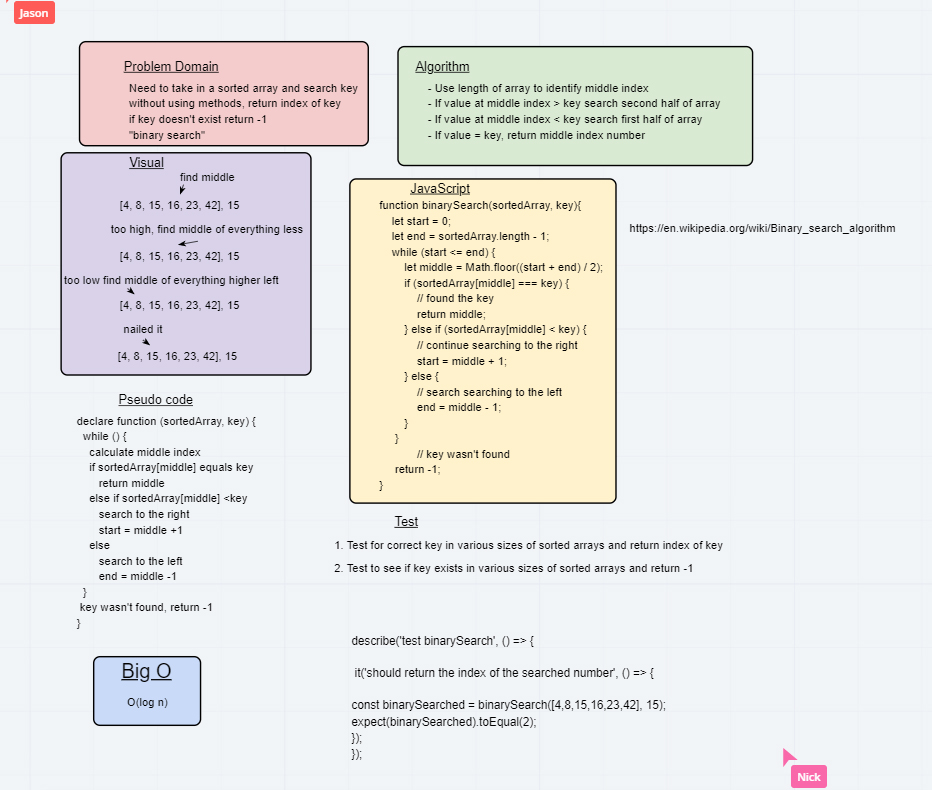 Jason
Problem Domain
Need to take in a sorted array and search key
without using methods, return index of key
if key doesn't exist return -1
"binary search"
Algorithm
- Use length of array to identify middle index
- If value at middle index > key search second half of array
- If value at middle index < key search first half of array
- If value = key, return middle index number
Visual
find middle
[4, 8, 15, 16, 23, 42], 15
too high, find middle of everything less
[4, 8, 15, 16, 23, 42], 15
too low find middle of everything higher left
[4, 8, 15, 16, 23, 42], 15
nailed it
[4, 8, 15, 16, 23, 42], 15
JavaScript
function binarySearch(sortedArray, key){
let start = 0;
let end = sortedArray.length - 1;
while (start <= end) {
let middle = Math.floor((start + end) / 2);
if (sortedArray[middle] === key) {
// found the key
return middle;
} else if (sortedArray[middle] < key) {
// continue searching to the right
start = middle + 1;
} else {
// search searching to the left
end = middle - 1;
}
}
// key wasn't found
return -1;
}
https://en.wikipedia.org/wiki/Binary_search_algorithm
Pseudo code
declare function (sortedArray, key) {
while () {
calculate middle index
if sortedArray[middle] equals key
return middle
else if sortedArray[middle] <key
search to the right
start = middle +1
else
search to the left
end = middle -1
}
key wasn't found, return -1
}
Test
1. Test for correct key in various sizes of sorted arrays and return index of key
2. Test to see if key exists in various sizes of sorted arrays and return -1
describe('test binarySearch', () => {
it('should return the index of the searched number', () => {
const binarySearched = binarySearch([4,8,15,16,23,42], 15);
expect(binarySearched).toEqual(2);
});
});
Big O
O(log n)
Nick